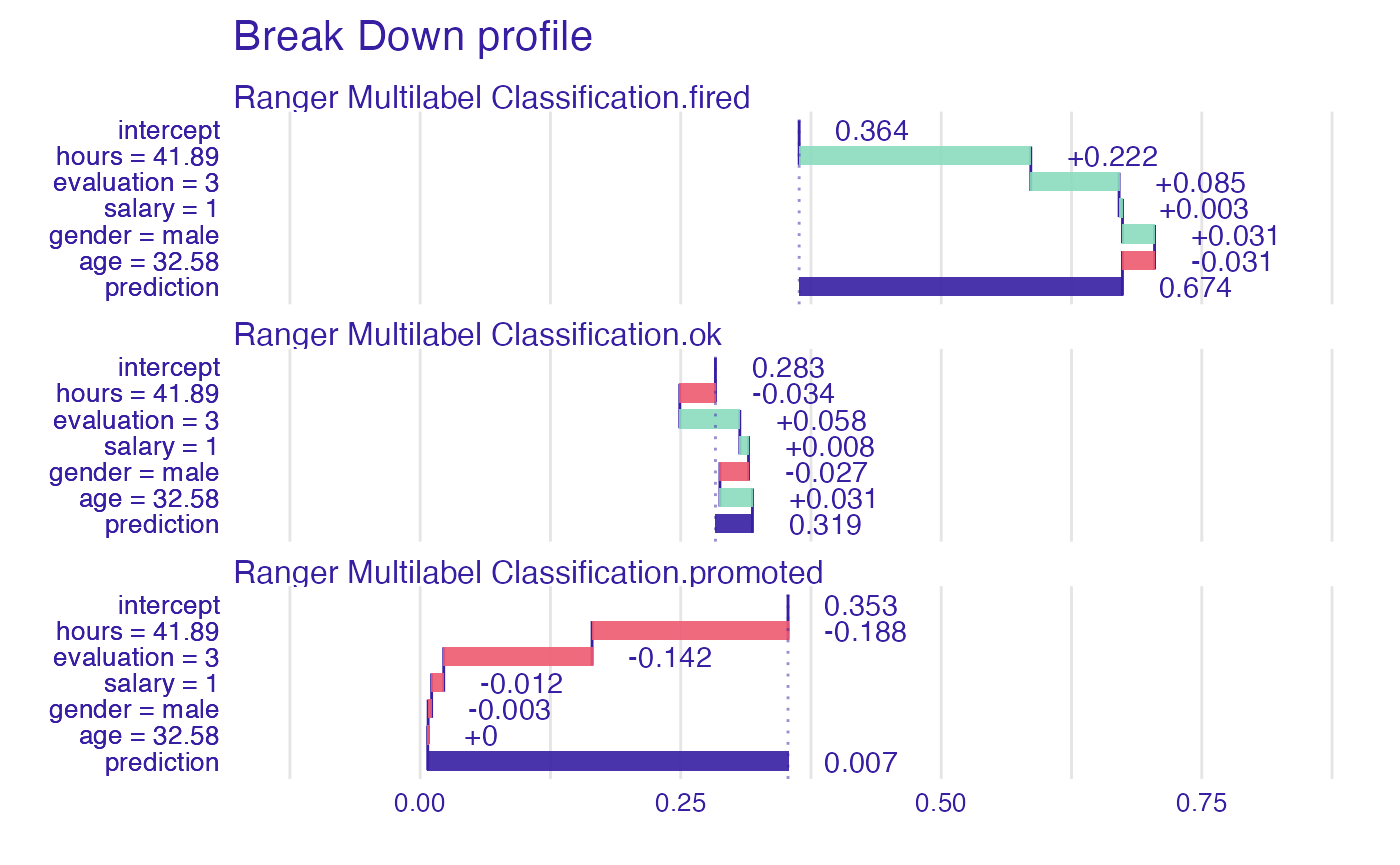 Break Down profile
Ranger Multilabel Classification.fired
intercept 0.364
hours = 41.89 +0.222
evaluation = 3 +0.085
salary = 1 +0.003
gender = male +0.031
age = 32.58 -0.031
prediction 0.674
Ranger Multilabel Classification.ok
intercept 0.283
hours = 41.89 -0.034
evaluation = 3 +0.058
salary = 1 +0.008
gender = male -0.027
age = 32.58 +0.031
prediction 0.319
Ranger Multilabel Classification.promoted
intercept 0.353
hours = 41.89 -0.188
evaluation = 3 -0.142
salary = 1 -0.012
gender = male -0.003
age = 32.58 +0
prediction 0.007
0.00 0.25 0.50 0.75